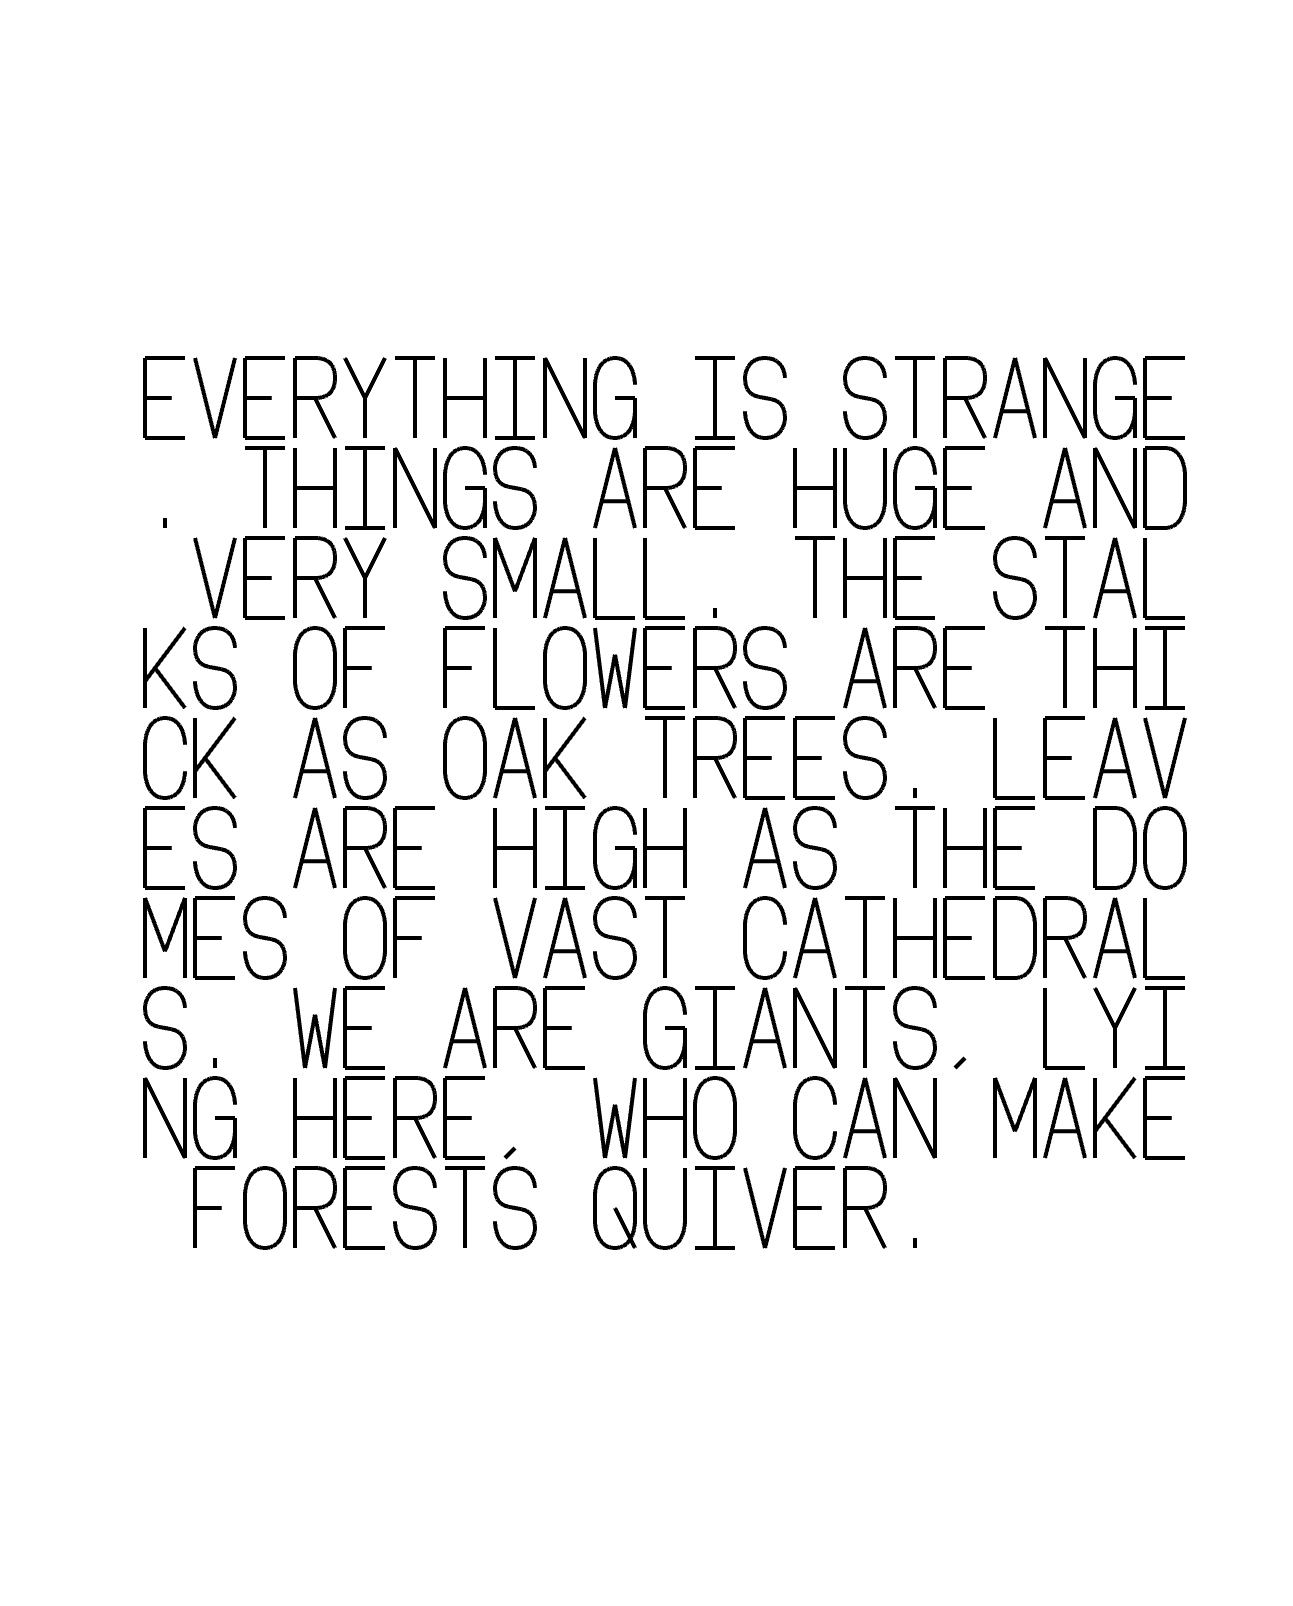 EVERYTHING IS STRANGE
. THINGS ARE HUGE AND
 VERY SMALL. THE STAL
KS OF FLOWERS ARE THI
CK AS OAK TREES. LEAV
ES ARE HIGH AS THE DO
MES OF VAST CATHEDRAL
S. WE ARE GIANTS, LYI
NG HERE, WHO CAN MAKE
 FORESTS QUIVER.